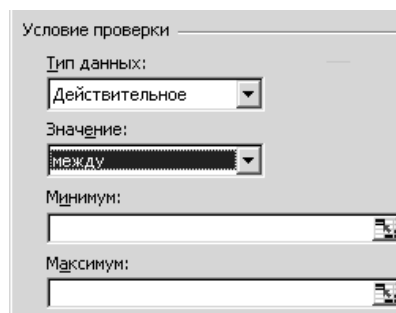 Условие проверки
Тип данных:
Действительное
Значение:
между
Минимум:
Максимум: